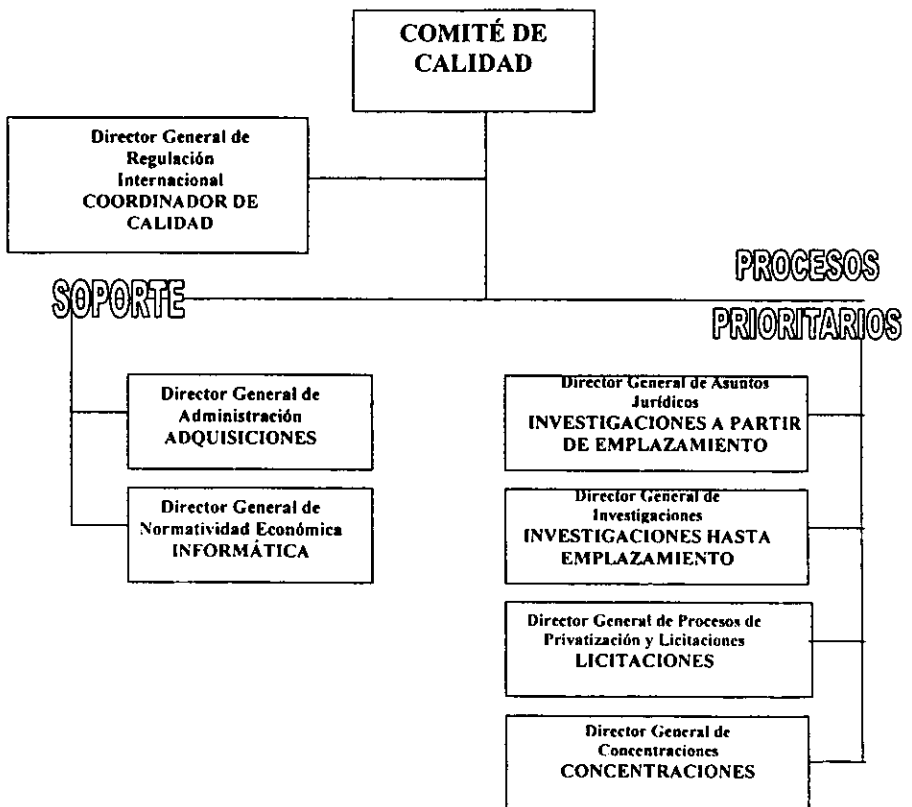 COMITÉ DE
CALIDAD
Director General de
Regulación
Internacional
COORDINADOR DE
CALIDAD
SOPORTE
PROCESOS
PRIORITARIOS
Director General de
Administración
ADQUISICIONES
Director General de
Normatividad Económica
INFORMÁTICA
Director General de Asuntos
Jurídicos
INVESTIGACIONES A PARTIR
DE EMPLAZAMIENTO
Director General de
Investigaciones
INVESTIGACIONES HASTA
EMPLAZAMIENTO
Director General de Procesos de
Privatización y Licitaciones
LICITACIONES
Director General de
Concentraciones
CONCENTRACIONES